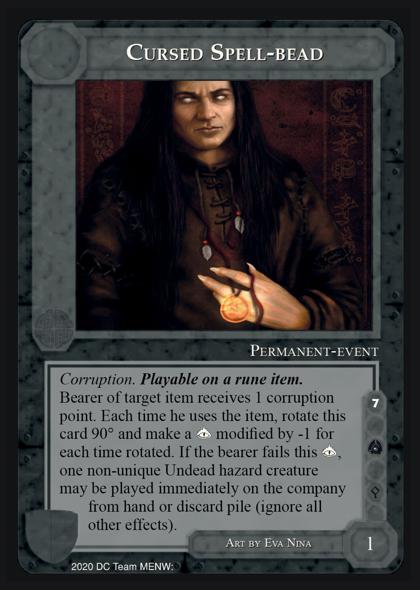 Cursed Spell-bead
Permanent-event
Corruption. Playable on a rune item.
Bearer of target item receives 1 corruption
point. Each time he uses the item, rotate this
card 90° and make a modified by -1 for
each time rotated. If the bearer fails this ,
one non-unique Undead hazard creature
may be played immediately on the company
from hand or discard pile (ignore all
other effects).
7
Art by Eva Nina
1
2020 DC Team MENW: